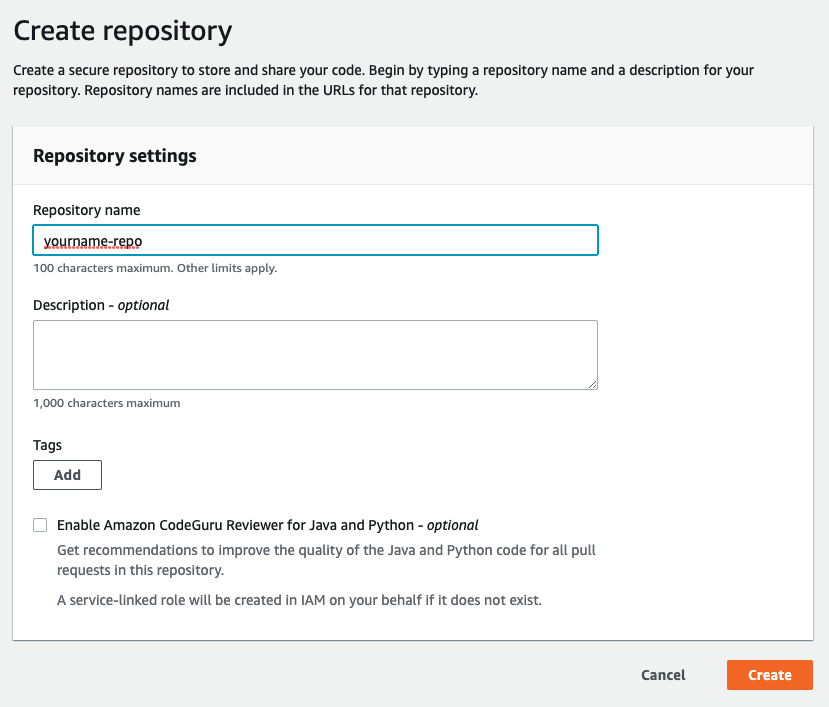 Create repository
Create a secure repository to store and share your code. Begin by typing a repository name and a description for your
repository. Repository names are included in the URLs for that repository.
Repository settings
Repository name
yourname-repo
100 characters maximum. Other limits apply.
Description - optional
1,000 characters maximum
Tags
Add
Enable Amazon CodeGuru Reviewer for Java and Python - optional
Get recommendations to improve the quality of the Java and Python code for all pull
requests in this repository.
A service-linked role will be created in IAM on your behalf if it does not exist.
Cancel
Create